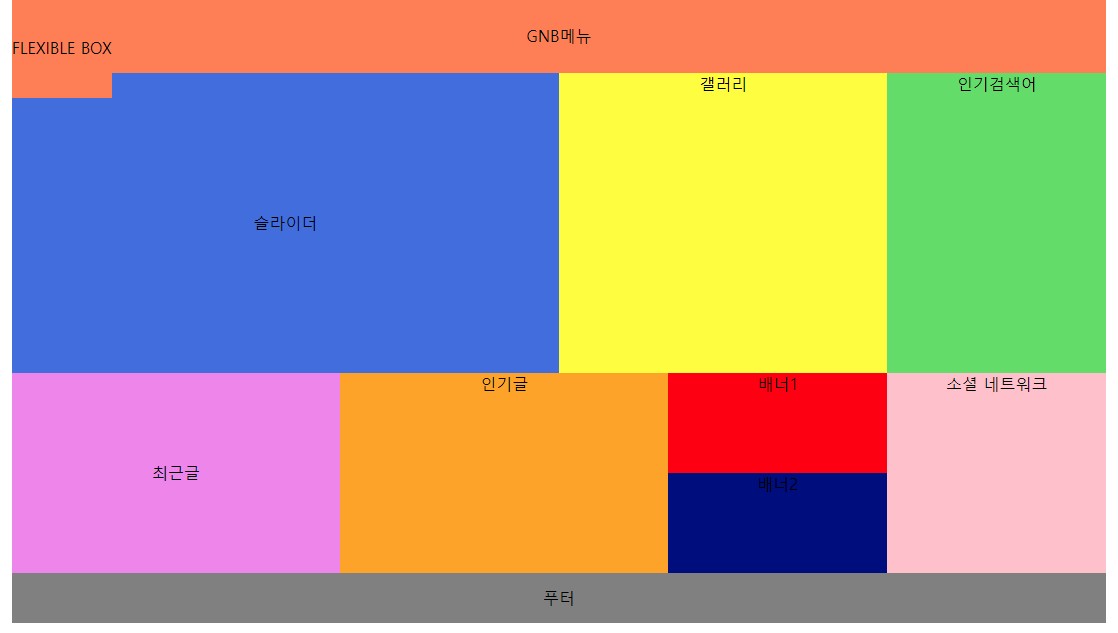 GNB메뉴
FLEXIBLE BOX
갤러리
인기검색어
슬라이더
인기글
배너1
소셜 네트워크
최근글
배너2
푸터